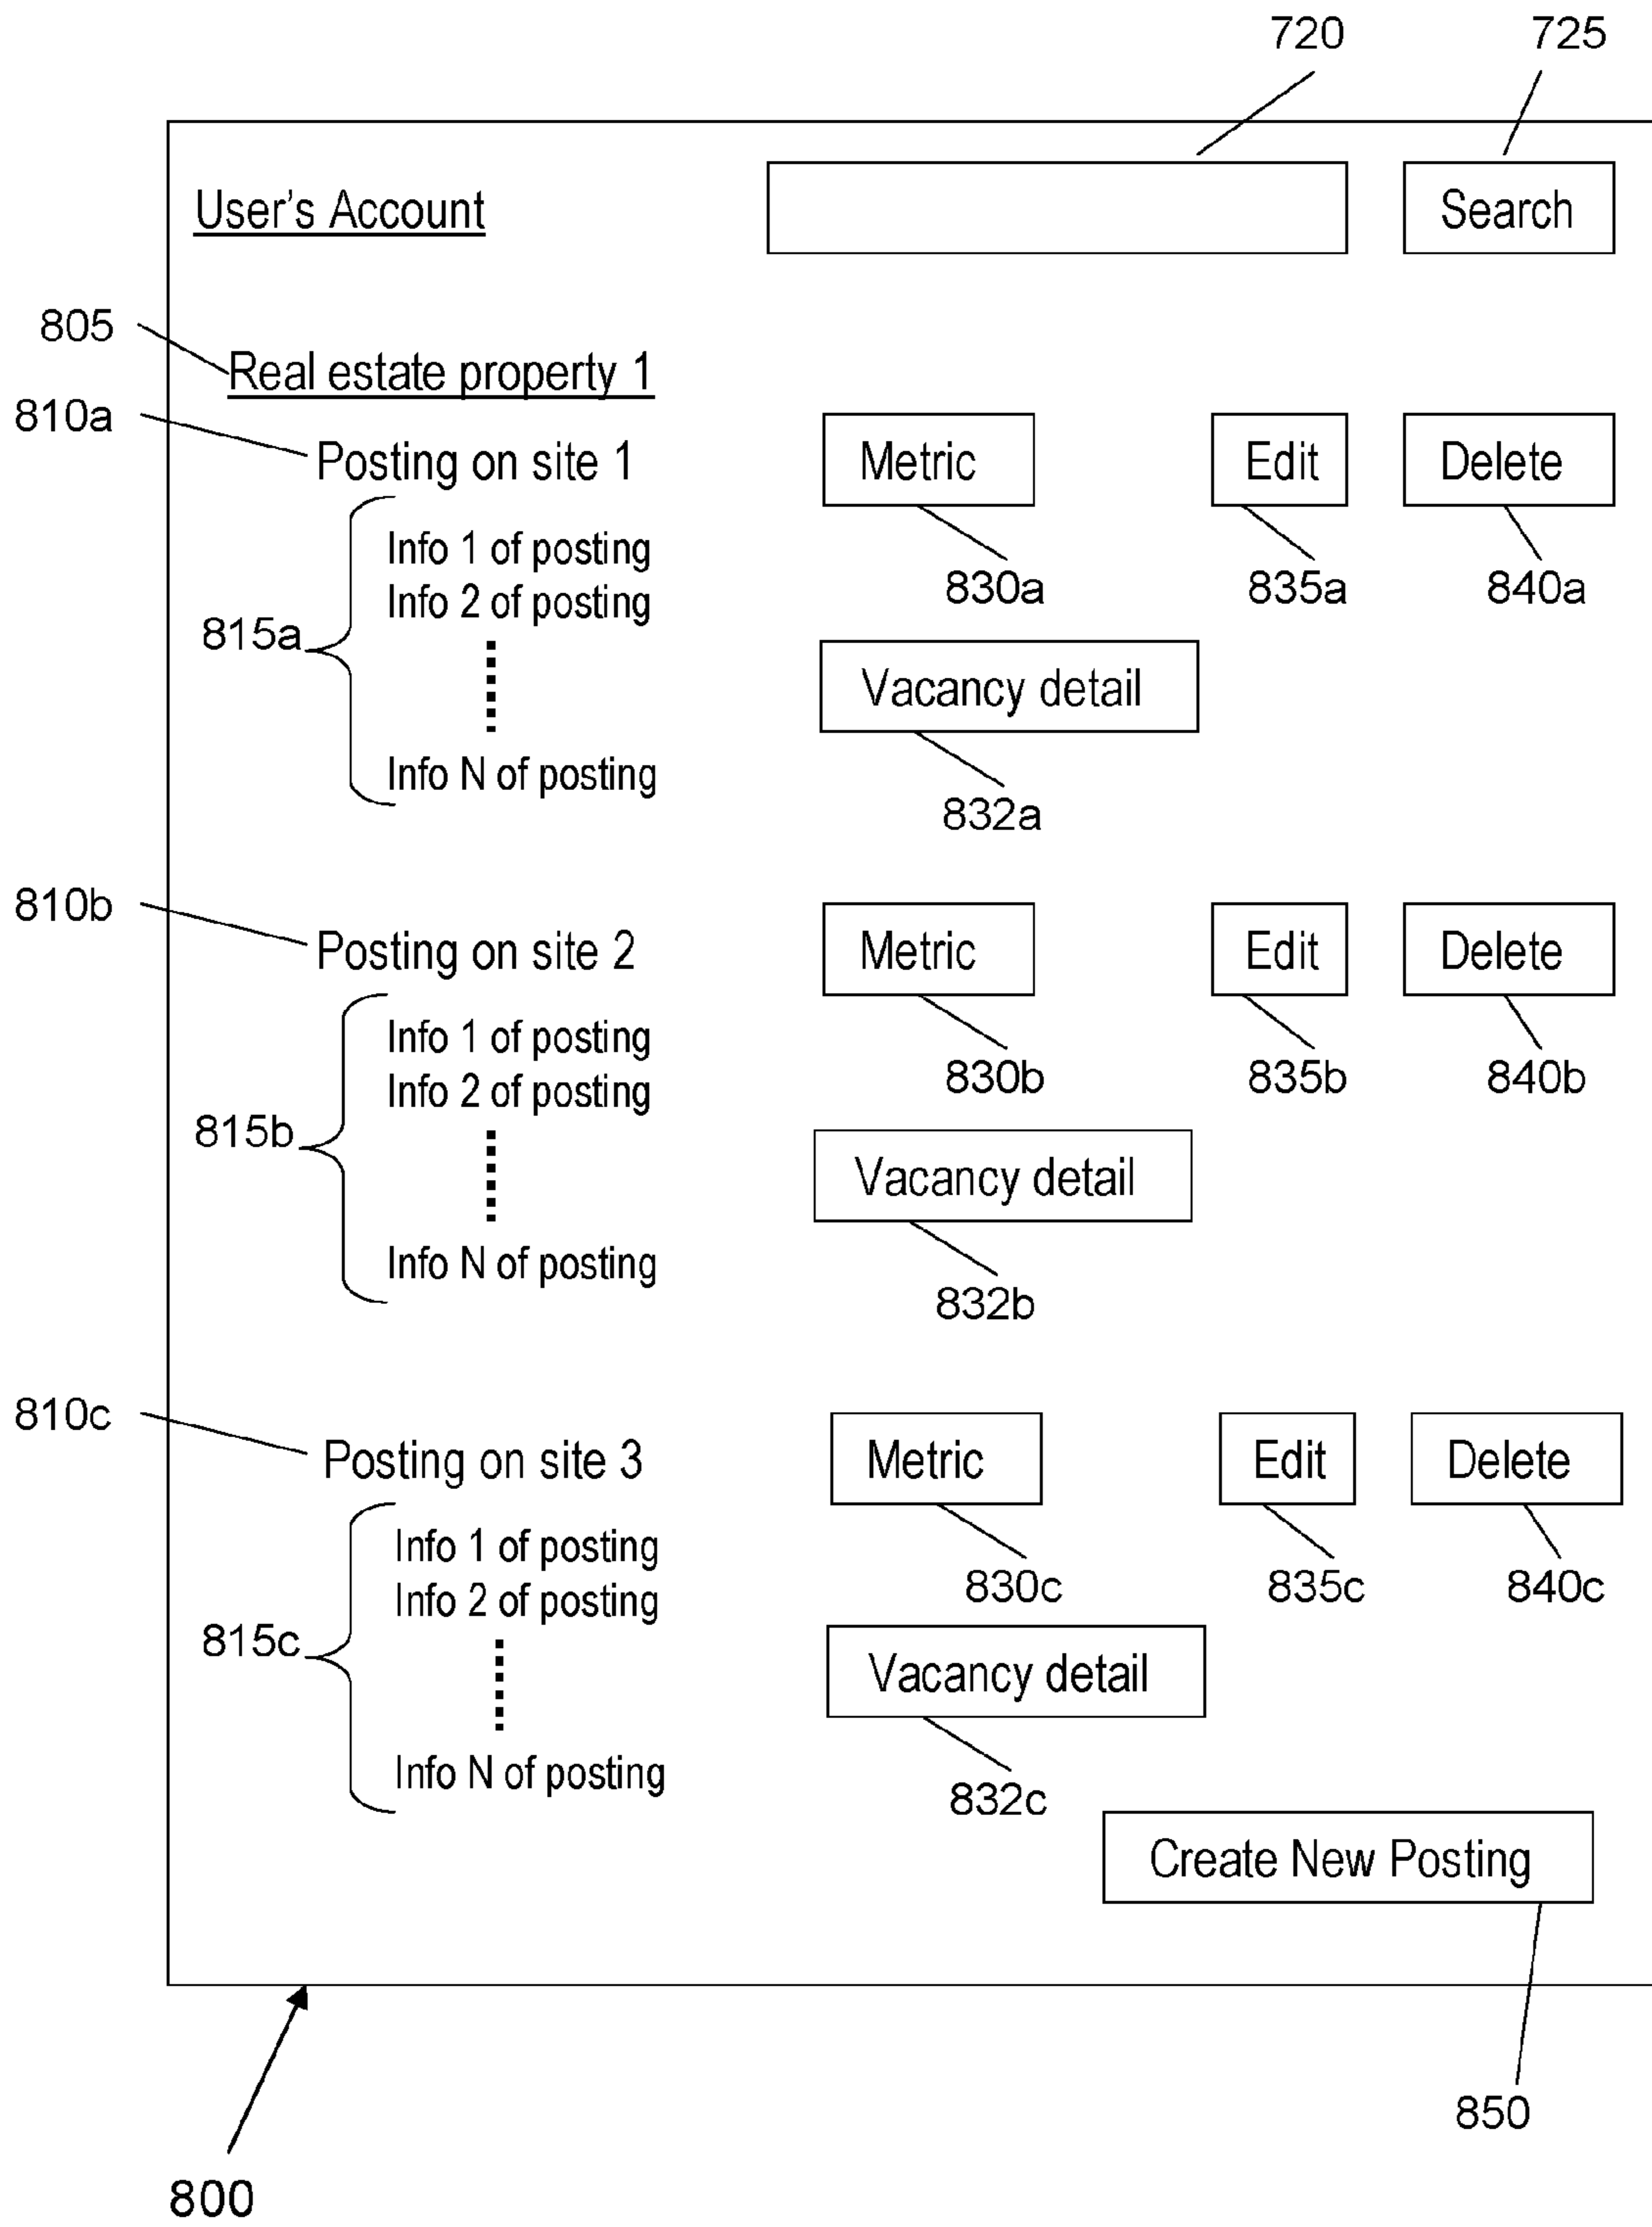 720 725
User's Account Search
805
Real estate property 1
810a
Posting on site 1 Metric Edit Delete
Info 1 of posting
830a 835a 840a
Info 2 of posting
815a
Vacancy detail
Info N of posting
832a
810b
Posting on site 2 Metric Edit Delete
Info 1 of posting
830b 835b 840b
Info 2 of posting
815b
Vacancy detail
Info N of posting
832b
810c
Posting on site 3 Metric Edit Delete
Info 1 of posting
830c 835c 840c
Info 2 of posting
815c
Vacancy detail
Info N of posting
832c
Create New Posting
850
800